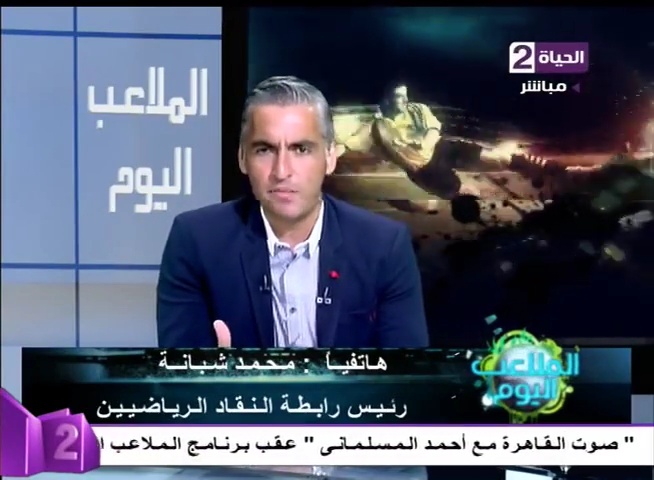 الحياة 2
مباشر
الملاعب
اليوم
هاتفياً : محمد شبانة
رئيس رابطة النقاد الرياضيين
الملاعب
اليوم
2
" صوت القاهرة مع أحمد المسلمانى " عقب برنامج الملاعب ا